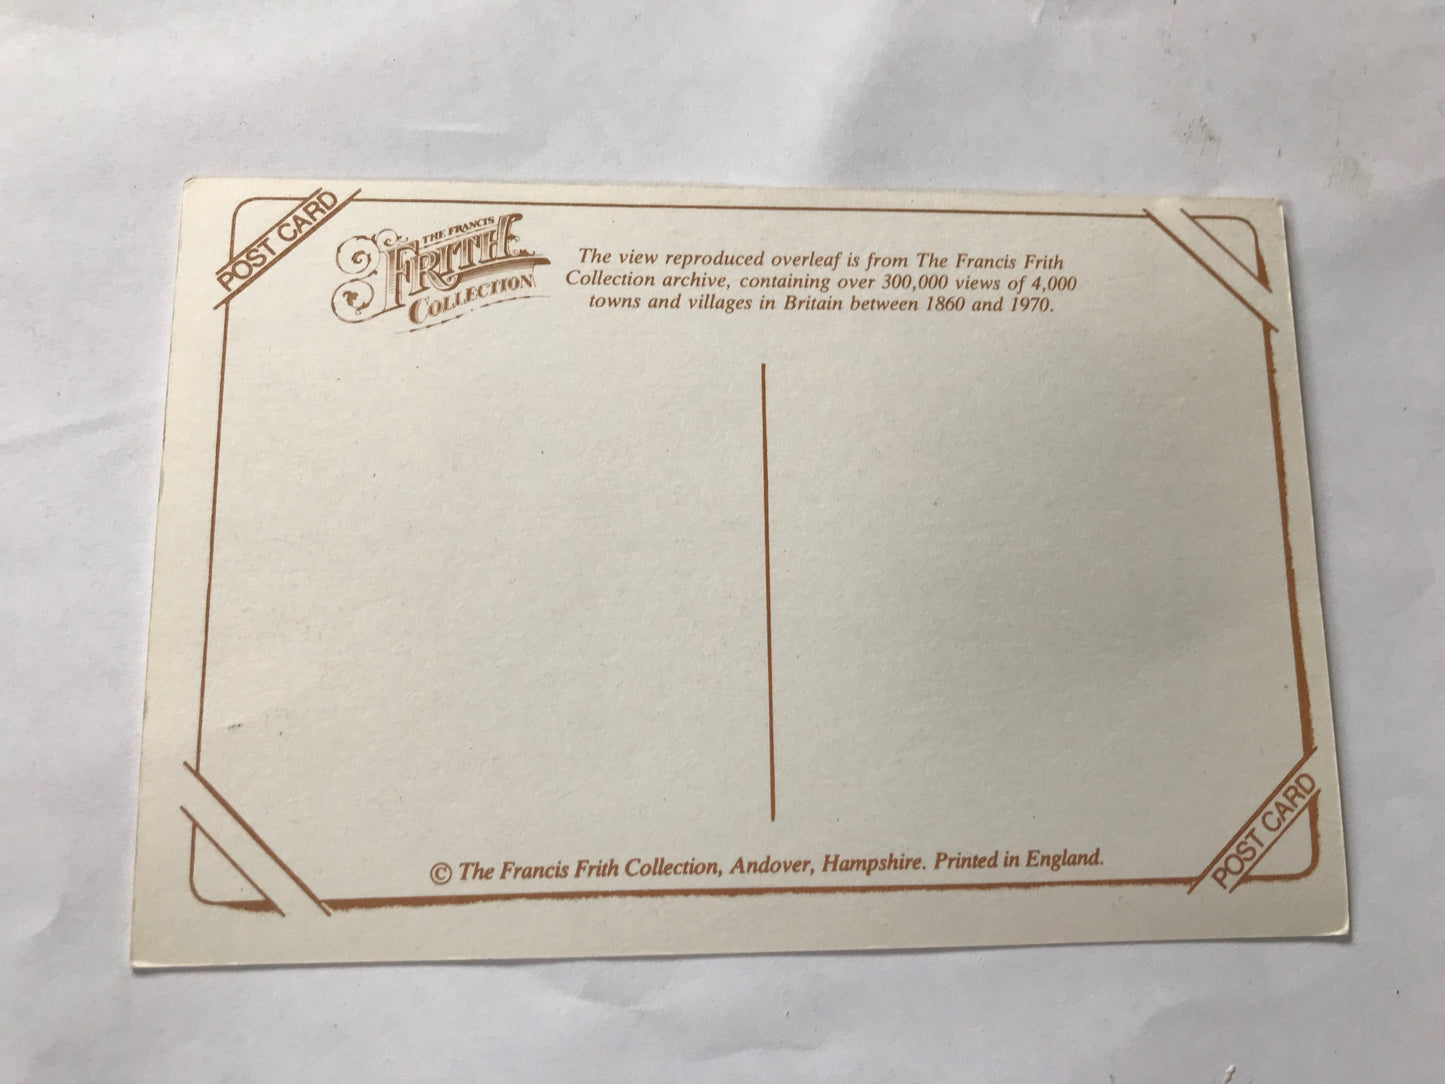 POST CARD
THE FRANCIS
FRITH
COLLECTION
The view reproduced overleaf is from The Francis Frith
Collection archive, containing over 300,000 views of 4,000
towns and villages in Britain between 1860 and 1970.
© The Francis Frith Collection, Andover, Hampshire. Printed in England.
POST CARD